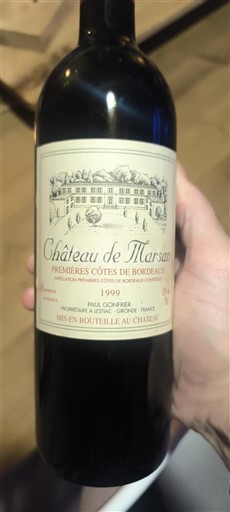 Château de Marsan
PREMIÈRES CÔTES DE BORDEAUX
APPELLATION PREMIÈRES CÔTES DE BORDEAUX CONTRÔLÉE
1999
PAUL GONFRIER
PROPRIÉTAIRE A LESTIAC - GIRONDE - FRANCE
MIS EN BOUTEILLE AU CHATEAU